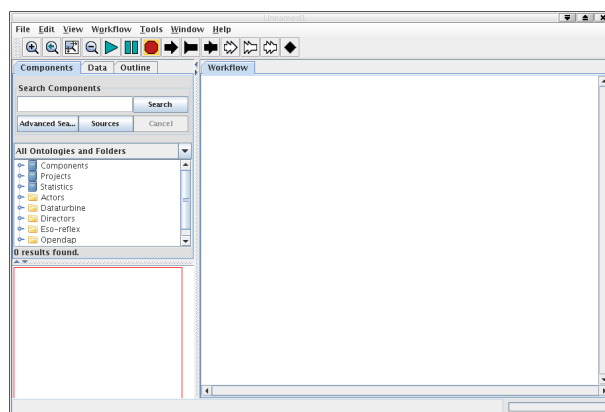 Unnamed1
File Edit View Workflow Tools Window Help
Components Data Outline
Workflow
Search Components
Search
Advanced Sea... Sources Cancel
All Ontologies and Folders
Components
Projects
Statistics
Actors
Dataturbine
Directors
Eso-reflex
Opendap
0 results found.